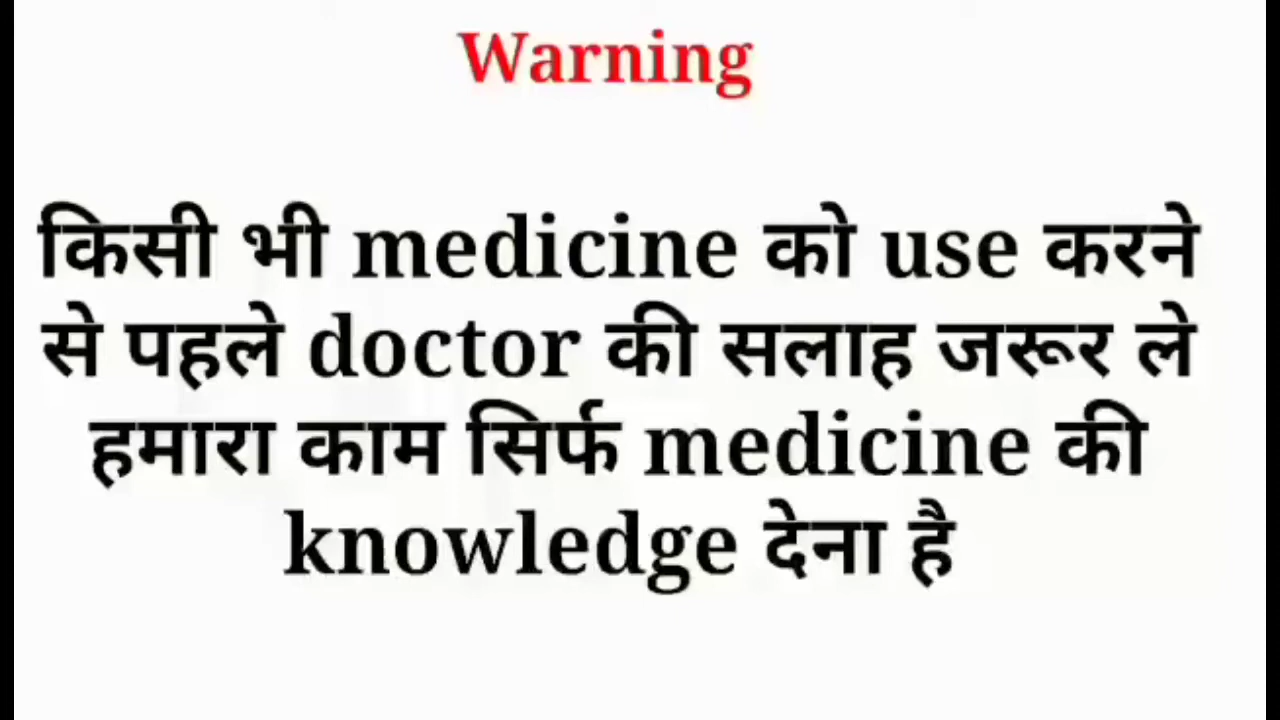 Warning
किसी भी medicine को use करने
से पहले doctor की सलाह जरूर ले
हमारा काम सिर्फ medicine की
knowledge देना है